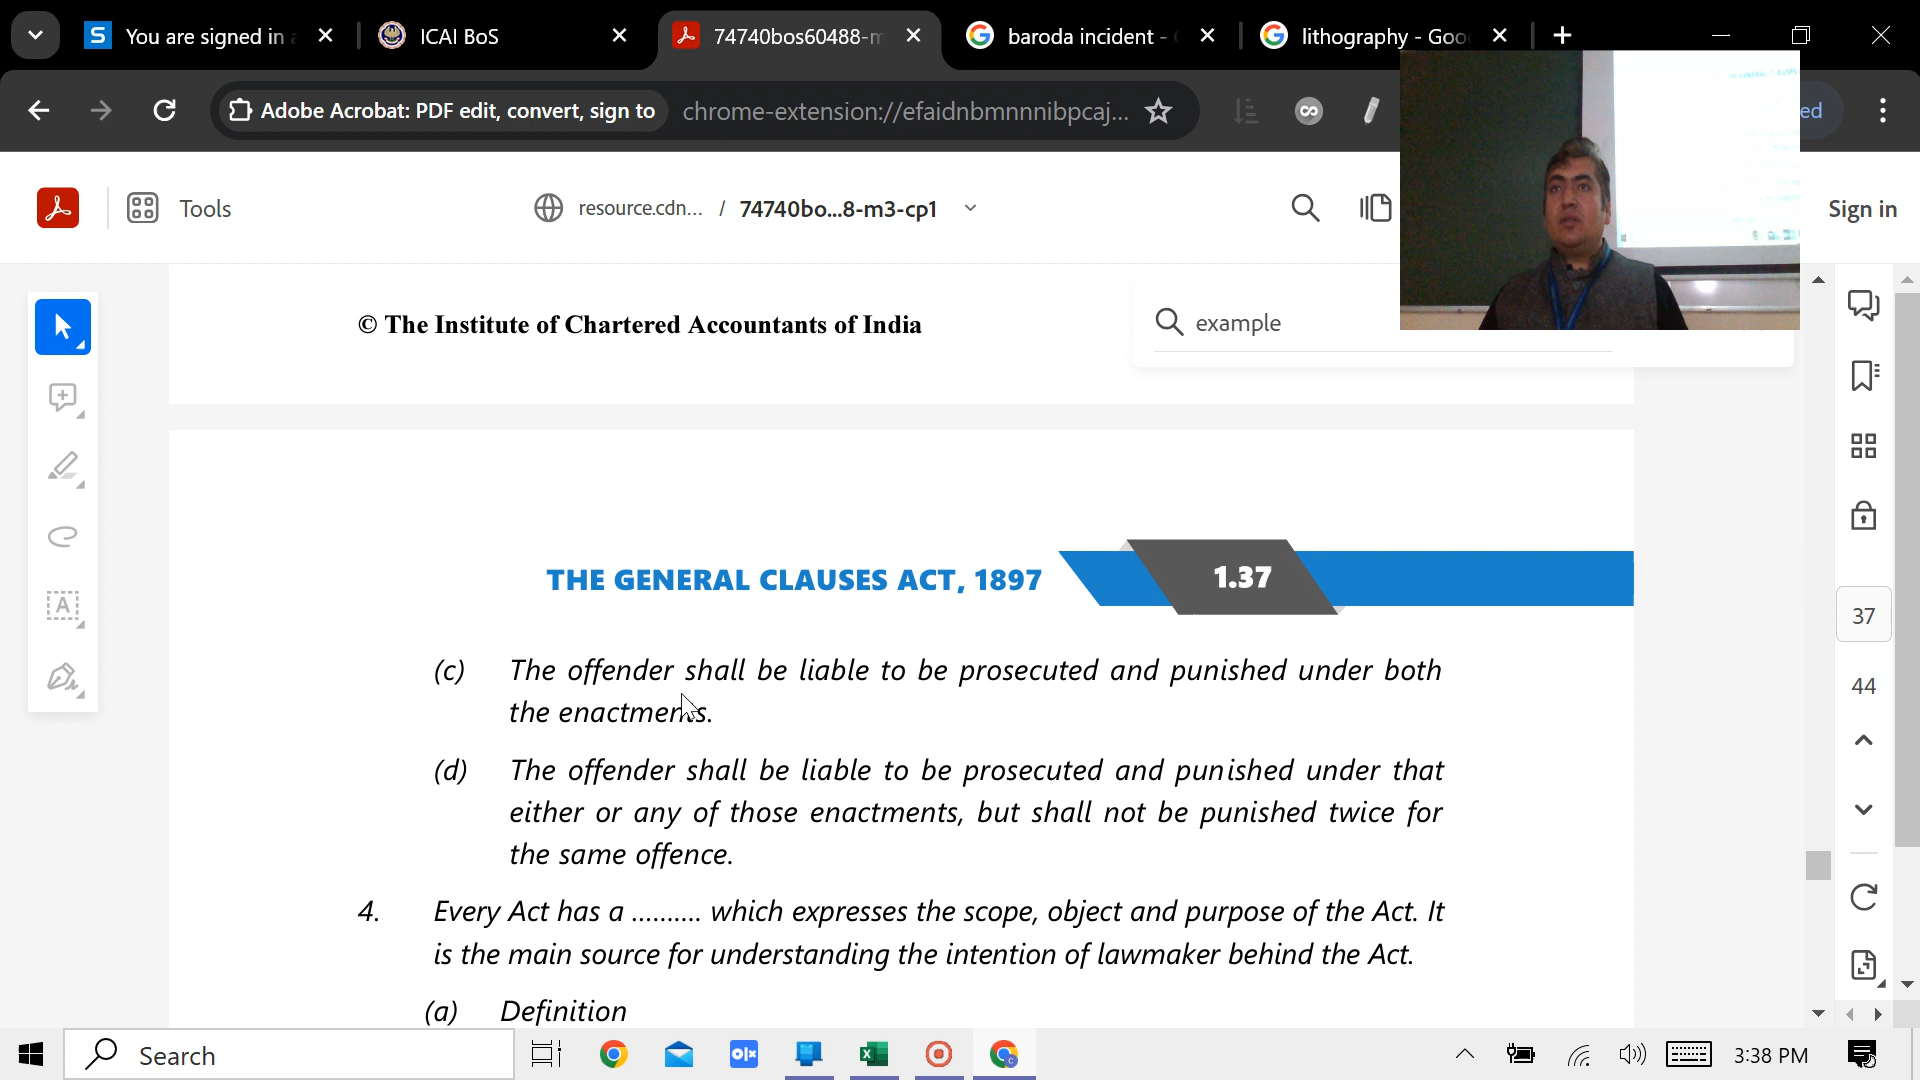 You are signed in
ICAI BoS
74740bos60488-m
baroda incident -
lithography - Goo
Adobe Acrobat: PDF edit, convert, sign to
chrome-extension://efaidnbmnnnibpcaj...
ed
Tools
resource.cdn... / 74740bo...8-m3-cp1
Sign in
© The Institute of Chartered Accountants of India
example
THE GENERAL CLAUSES ACT, 1897
1.37
(c) The offender shall be liable to be prosecuted and punished under both
the enactments.
(d) The offender shall be liable to be prosecuted and punished under that
either or any of those enactments, but shall not be punished twice for
the same offence.
4. Every Act has a .......... which expresses the scope, object and purpose of the Act. It
is the main source for understanding the intention of lawmaker behind the Act.
(a) Definition
37
44
Search
3:38 PM